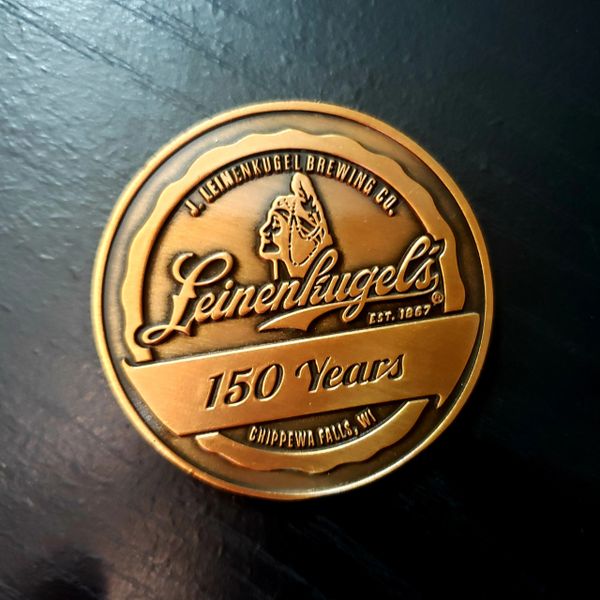 J. LEINENKUGEL BREWING CO.
Leinenkugel's®
EST. 1867
150 Years
CHIPPEWA FALLS, WI